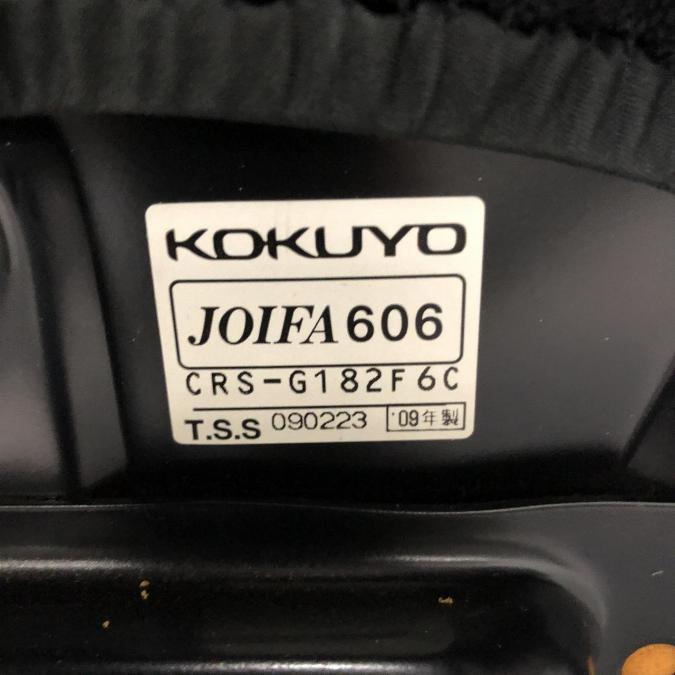 KOKUYO
JOIFA 606
CRS-G182F6C
T.S.S 090223 '09年製